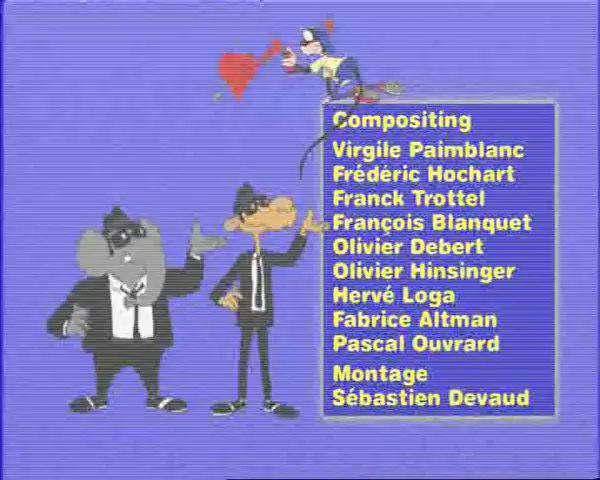 Compositing
Virgile Paimblanc
Frédéric Hochart
Franck Trottel
François Blanquet
Olivier Debert
Olivier Hinsinger
Hervé Loga
Fabrice Altman
Pascal Ouvrard
Montage
Sébastien Devaud